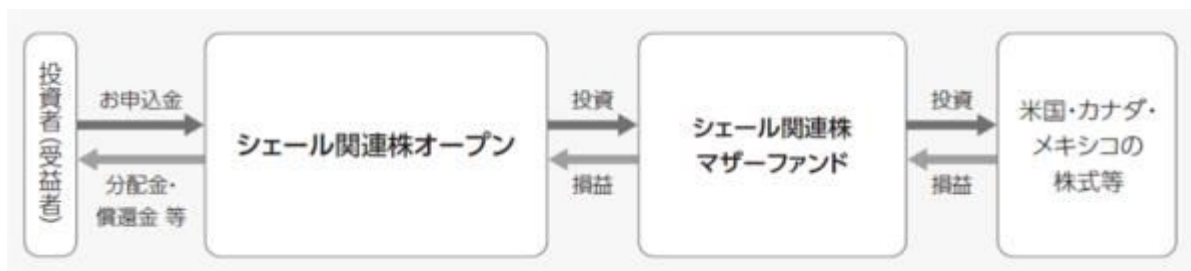 投資者(受益者)
お申込金
分配金・
償還金 等
シェール関連株オープン
投資
損益
シェール関連株
マザーファンド
投資
損益
米国・カナダ・
メキシコの
株式等